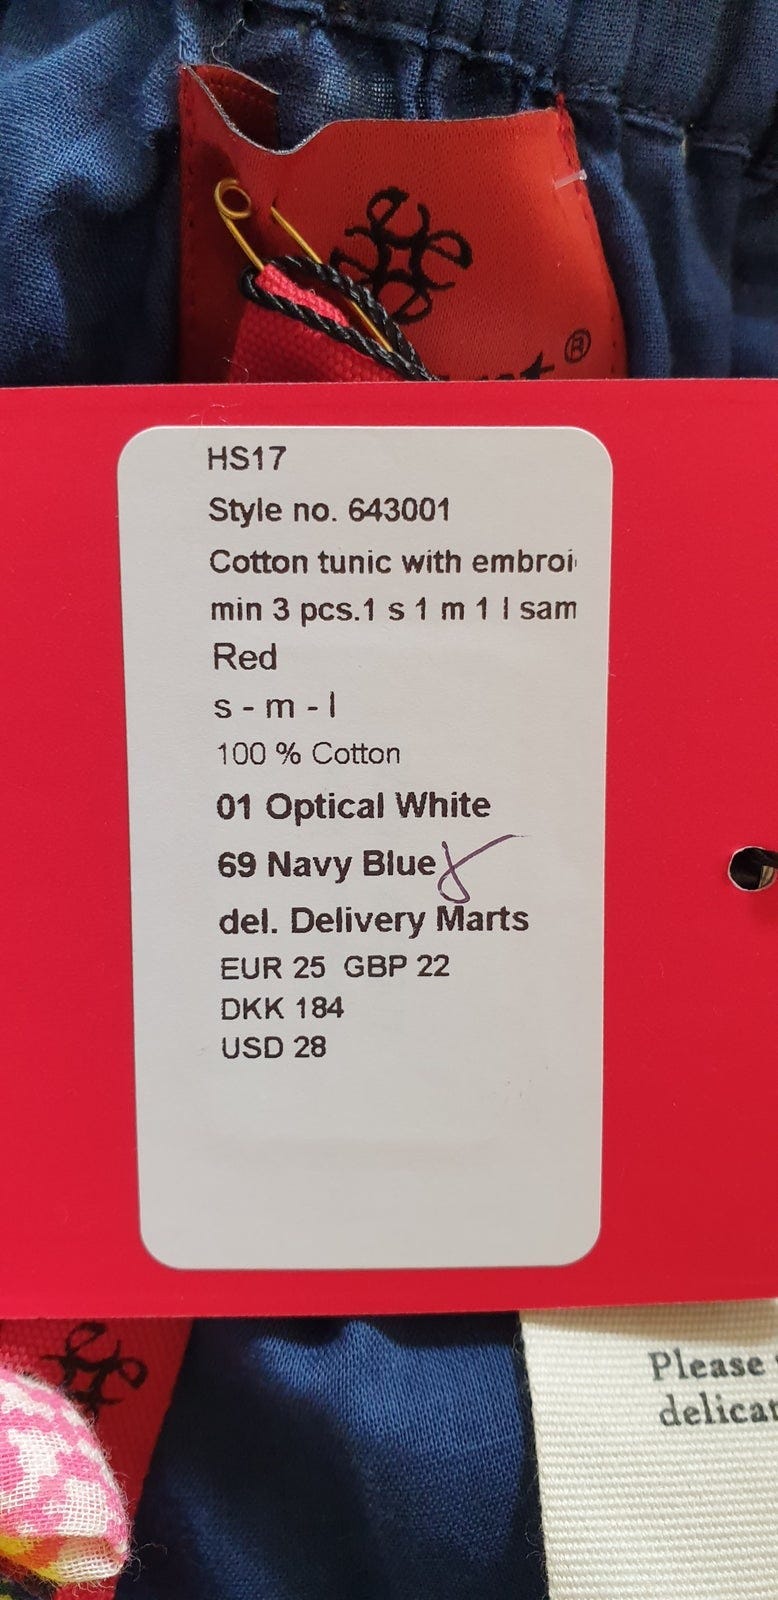 ®
HS17
Style no. 643001
Cotton tunic with embroi
min 3 pcs.1 s 1 m 1 l sam
Red
s - m - l
100 % Cotton
01 Optical White
69 Navy Blue
del. Delivery Marts
EUR 25 GBP 22
DKK 184
USD 28
Please
delicat